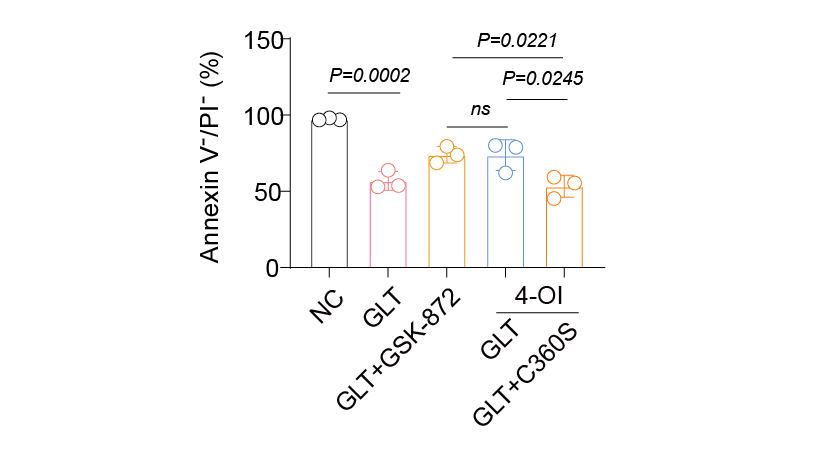 Annexin V⁻/PI⁻ (%)
150
100
50
0
P=0.0002
P=0.0221
P=0.0245
ns
NC
GLT
GLT+GSK-872
4-OI
GLT
GLT+C360S